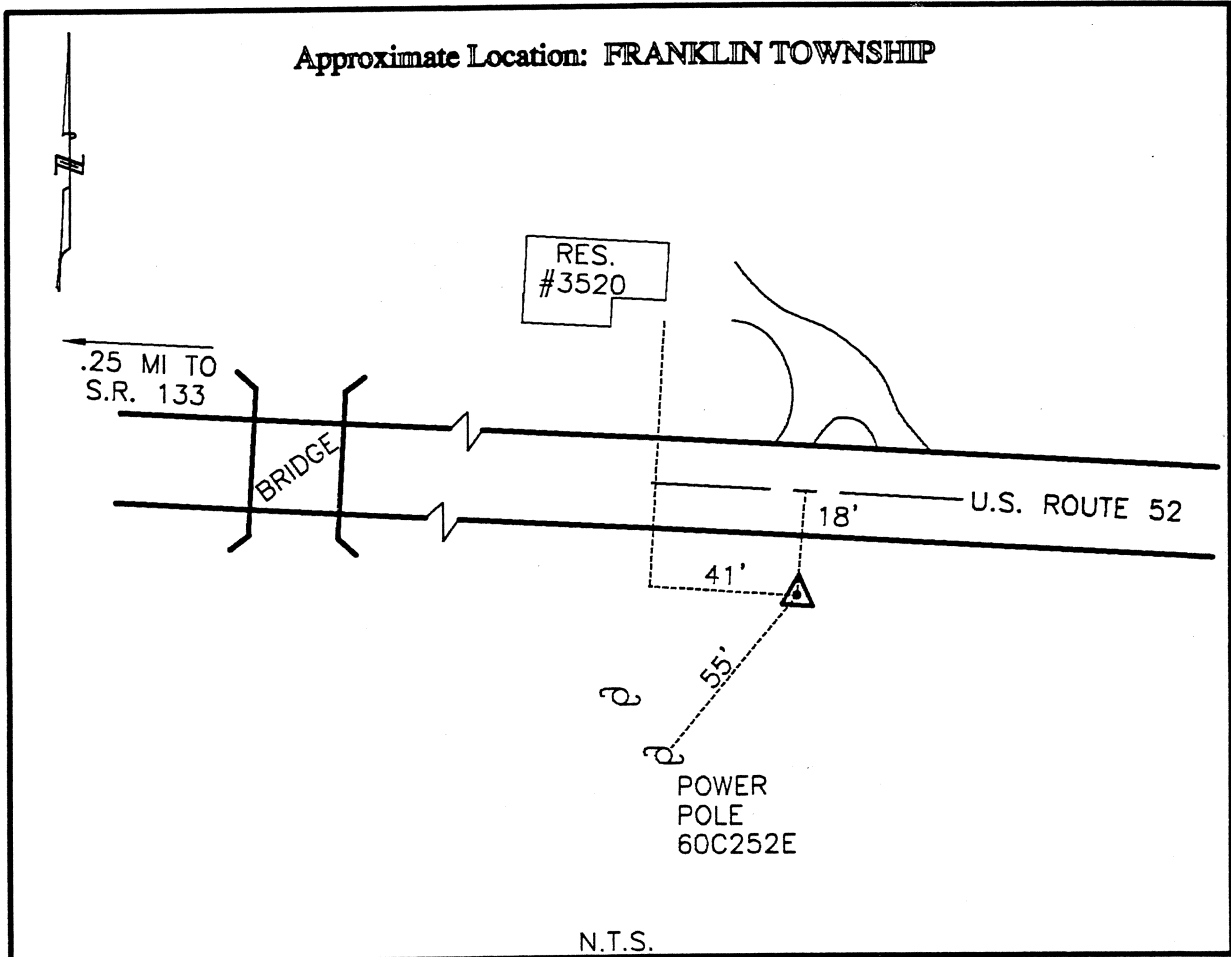 Approximate Location: FRANKLIN TOWNSHIP
N
RES.
#3520
.25 MI TO
S.R. 133
BRIDGE
U.S. ROUTE 52
18'
41'
55'
POWER
POLE
60C252E
N.T.S.